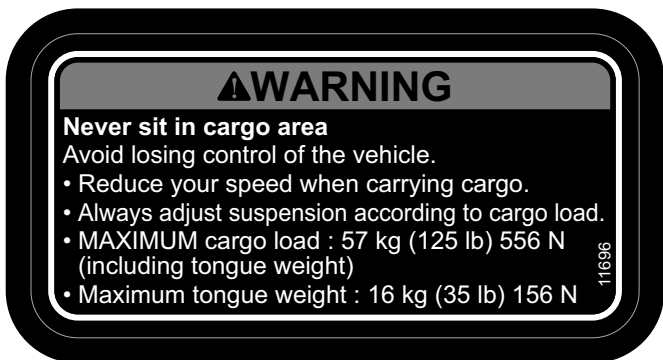 ⚠WARNING
Never sit in cargo area
Avoid losing control of the vehicle.
• Reduce your speed when carrying cargo.
• Always adjust suspension according to cargo load.
• MAXIMUM cargo load : 57 kg (125 lb) 556 N
(including tongue weight)
• Maximum tongue weight : 16 kg (35 lb) 156 N
11696